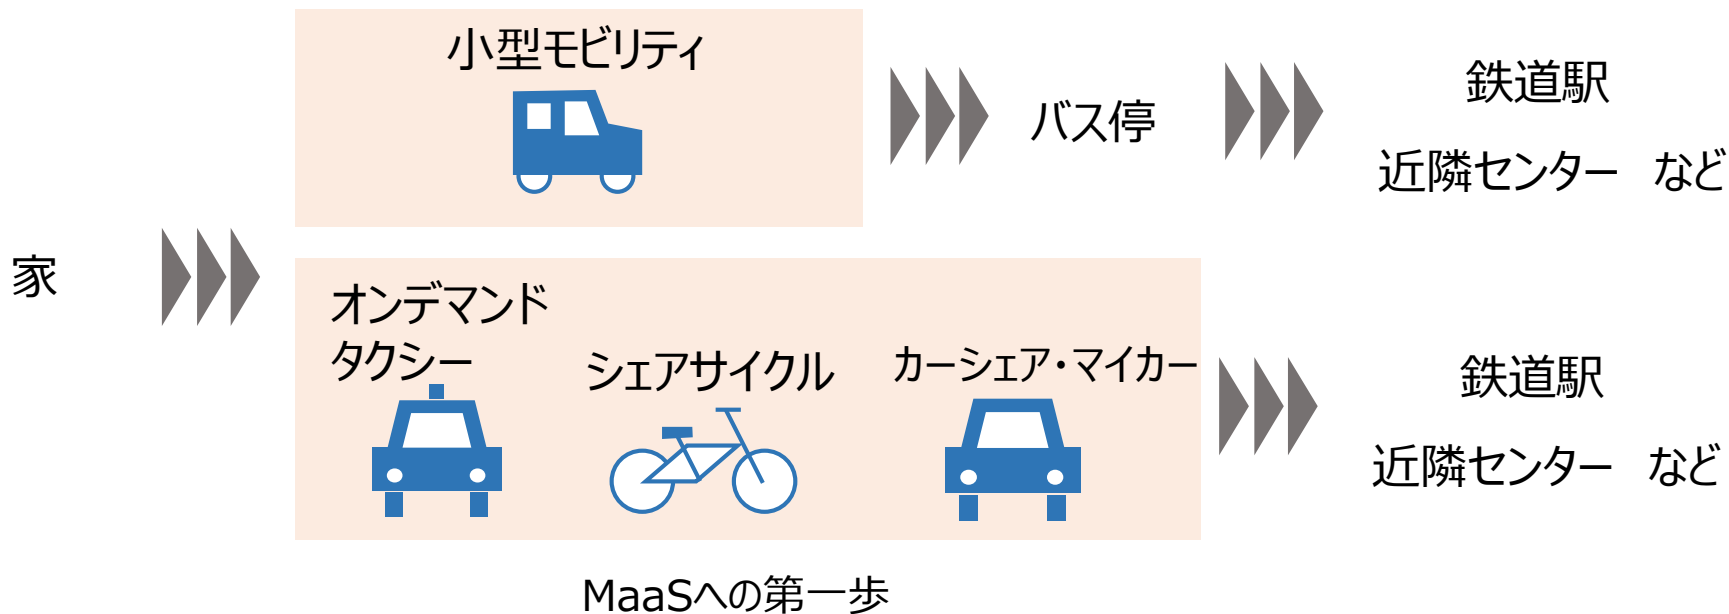 小型モビリティ
バス停
鉄道駅
近隣センター　など
家
オンデマンド
タクシー
シェアサイクル
カーシェア・マイカー
鉄道駅
近隣センター　など
MaaSへの第一歩